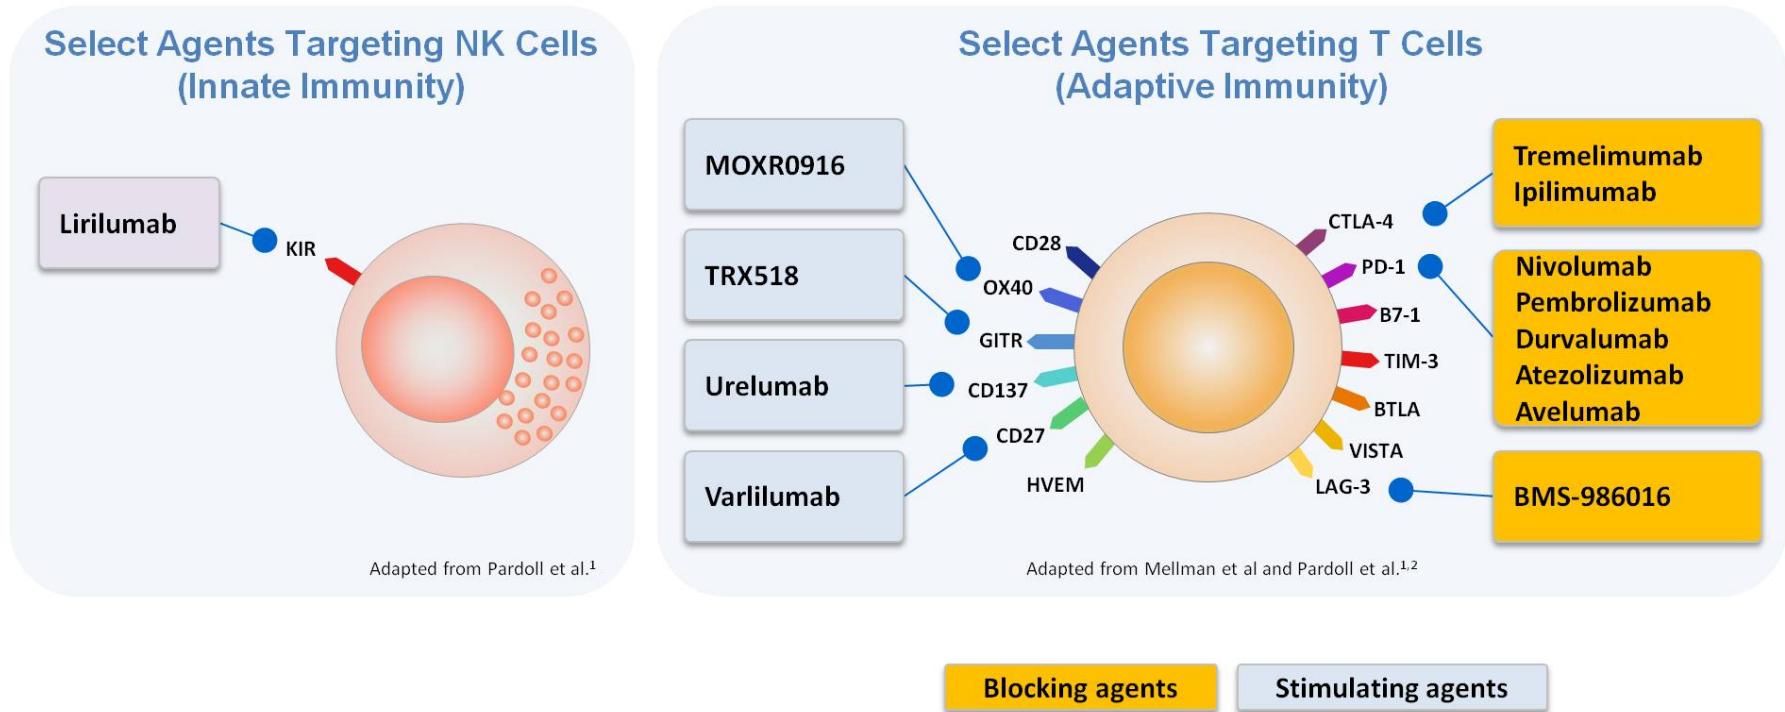 Select Agents Targeting NK Cells
(Innate Immunity)
Lirilumab
KIR
Adapted from Pardoll et al.¹
Select Agents Targeting T Cells
(Adaptive Immunity)
MOXR0916
TRX518
Urelumab
Varlilumab
CD28
OX40
GITR
CD137
CD27
HVEM
CTLA-4
PD-1
B7-1
TIM-3
BTLA
VISTA
LAG-3
Tremelimumab
Ipilimumab
Nivolumab
Pembrolizumab
Durvalumab
Atezolizumab
Avelumab
BMS-986016
Adapted from Mellman et al and Pardoll et al.¹,²
Blocking agents
Stimulating agents